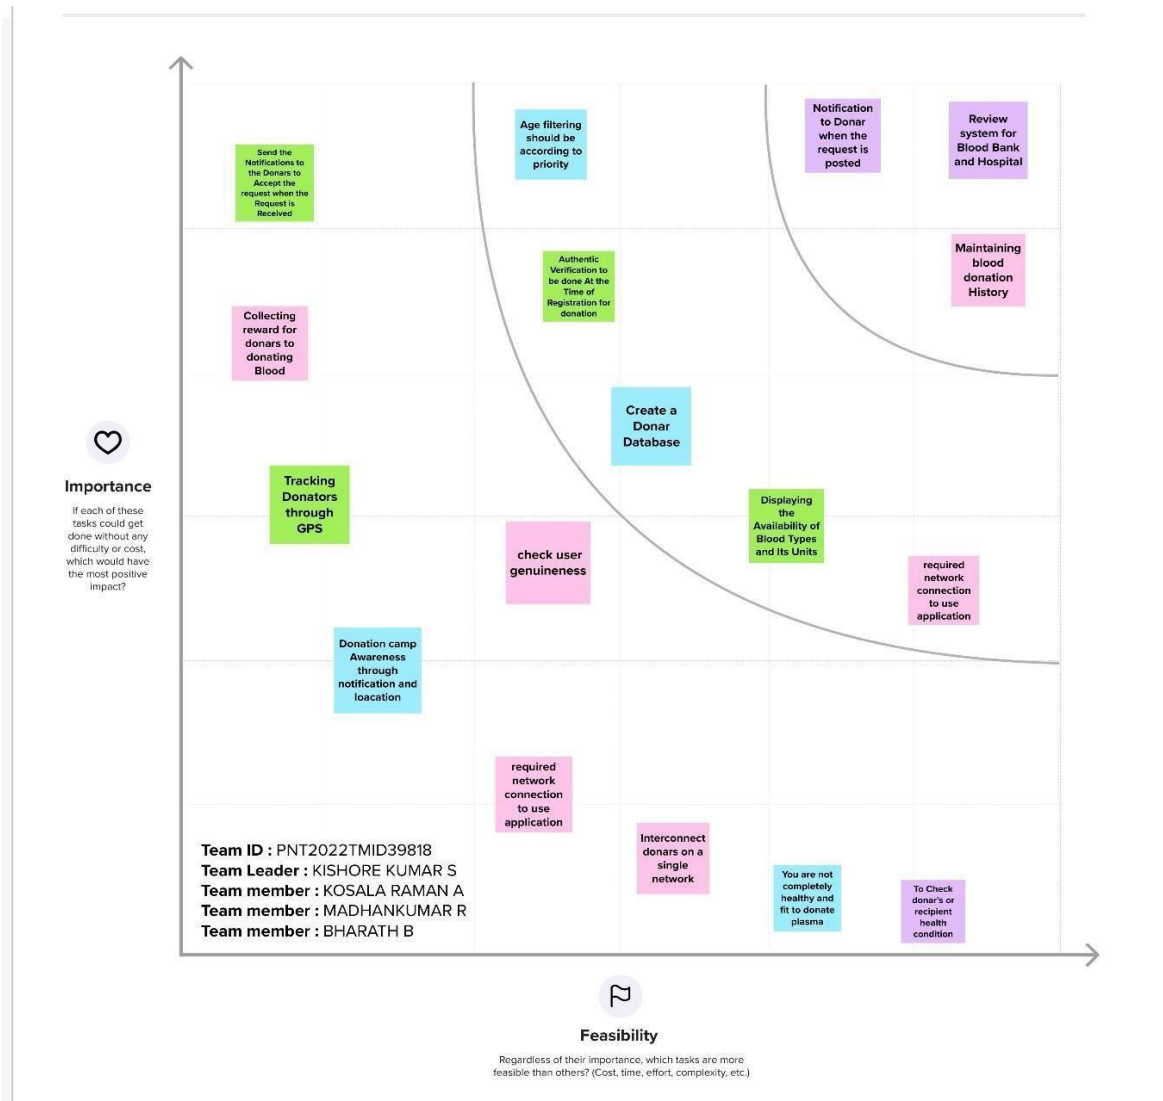 Notification
to Donar
when the
request is
posted
Review
system for
Blood Bank
and Hospital
Age filtering
should be
according to
priority
Send the
Notifications to
the Donars to
Accept the
request when the
Request is
Received
Maintaining
blood
donation
History
Authentic
Verification to
be done At the
Time of
Registration for
donation
Collecting
reward for
donars to
donating
Blood
Create a
Donar
Database
Importance
If each of these
tasks could get
done without any
difficulty or cost,
which would have
the most positive
impact?
Tracking
Donators
through
GPS
Displaying
the
Availability of
Blood Types
and Its Units
check user
genuineness
required
network
connection
to use
application
Donation camp
Awareness
through
notification and
loacation
required
network
connection
to use
application
Interconnect
donars on a
single
network
You are not
completely
healthy and
fit to donate
plasma
To Check
donar's or
recipient
health
condition
Team ID : PNT2022TMID39818
Team Leader : KISHORE KUMAR S
Team member : KOSALA RAMAN A
Team member : MADHANKUMAR R
Team member : BHARATH B
Feasibility
Regardless of their importance, which tasks are more
feasible than others? (Cost, time, effort, complexity, etc.)